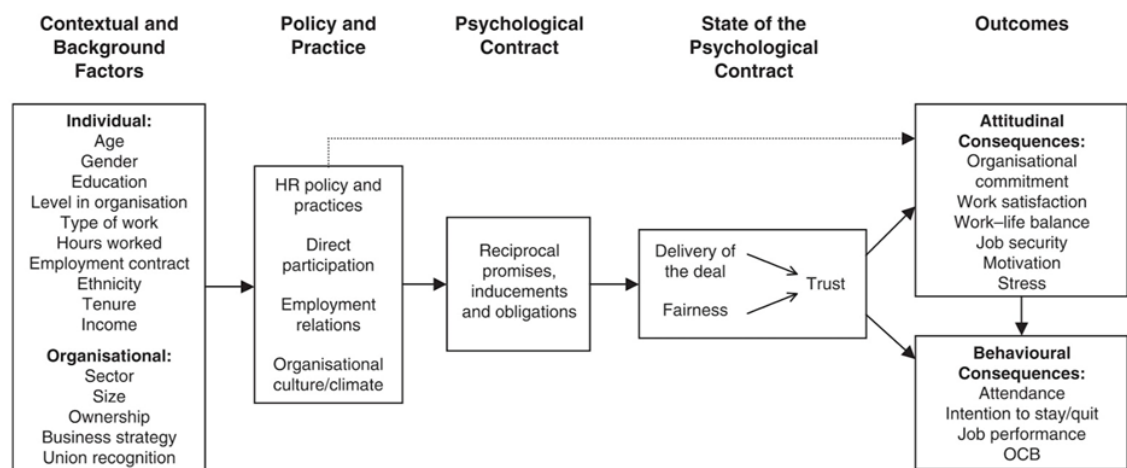 Contextual and
Background
Factors
Policy and
Practice
Psychological
Contract
State of the
Psychological
Contract
Outcomes
Individual:
Age
Gender
Education
Level in organisation
Type of work
Hours worked
Employment contract
Ethnicity
Tenure
Income
Organisational:
Sector
Size
Ownership
Business strategy
Union recognition
HR policy and
practices
Direct
participation
Employment
relations
Organisational
culture/climate
Reciprocal
promises,
inducements
and obligations
Delivery of
the deal
Fairness
Trust
Attitudinal
Consequences:
Organisational
commitment
Work satisfaction
Work–life balance
Job security
Motivation
Stress
Behavioural
Consequences:
Attendance
Intention to stay/quit
Job performance
OCB